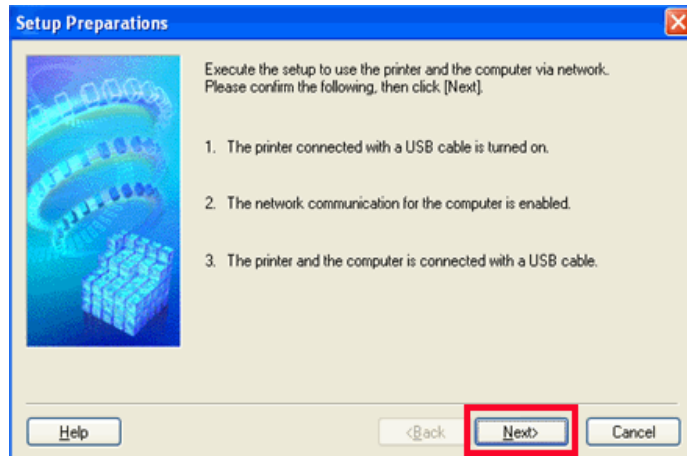 Setup Preparations
Execute the setup to use the printer and the computer via network.
Please confirm the following, then click [Next].
1. The printer connected with a USB cable is turned on.
2. The network communication for the computer is enabled.
3. The printer and the computer is connected with a USB cable.
Help <Back Next> Cancel